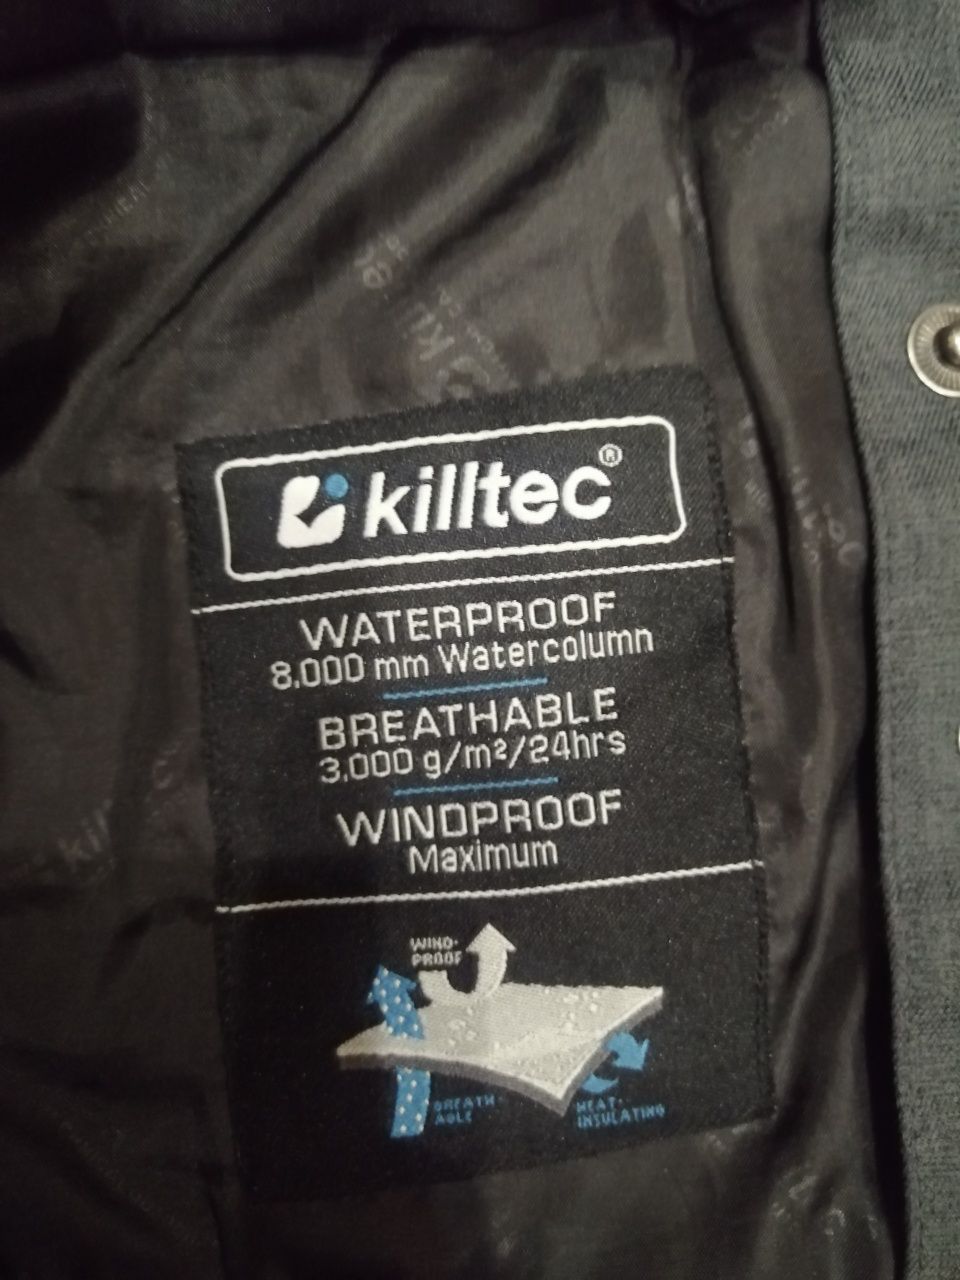 killtec®
WATERPROOF
8.000 mm Watercolumn
BREATHABLE
3.000 g/m²/24hrs
WINDPROOF
Maximum
WIND-
PROOF
BREATH-
ABLE
HEAT-
INSULATING